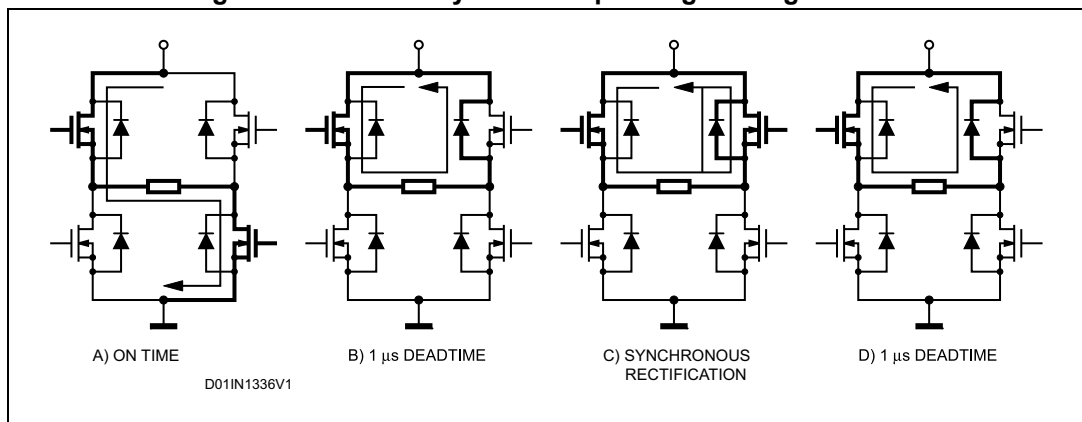 A) ON TIME
B) 1 μs DEADTIME
C) SYNCHRONOUS
RECTIFICATION
D) 1 μs DEADTIME
D01IN1336V1